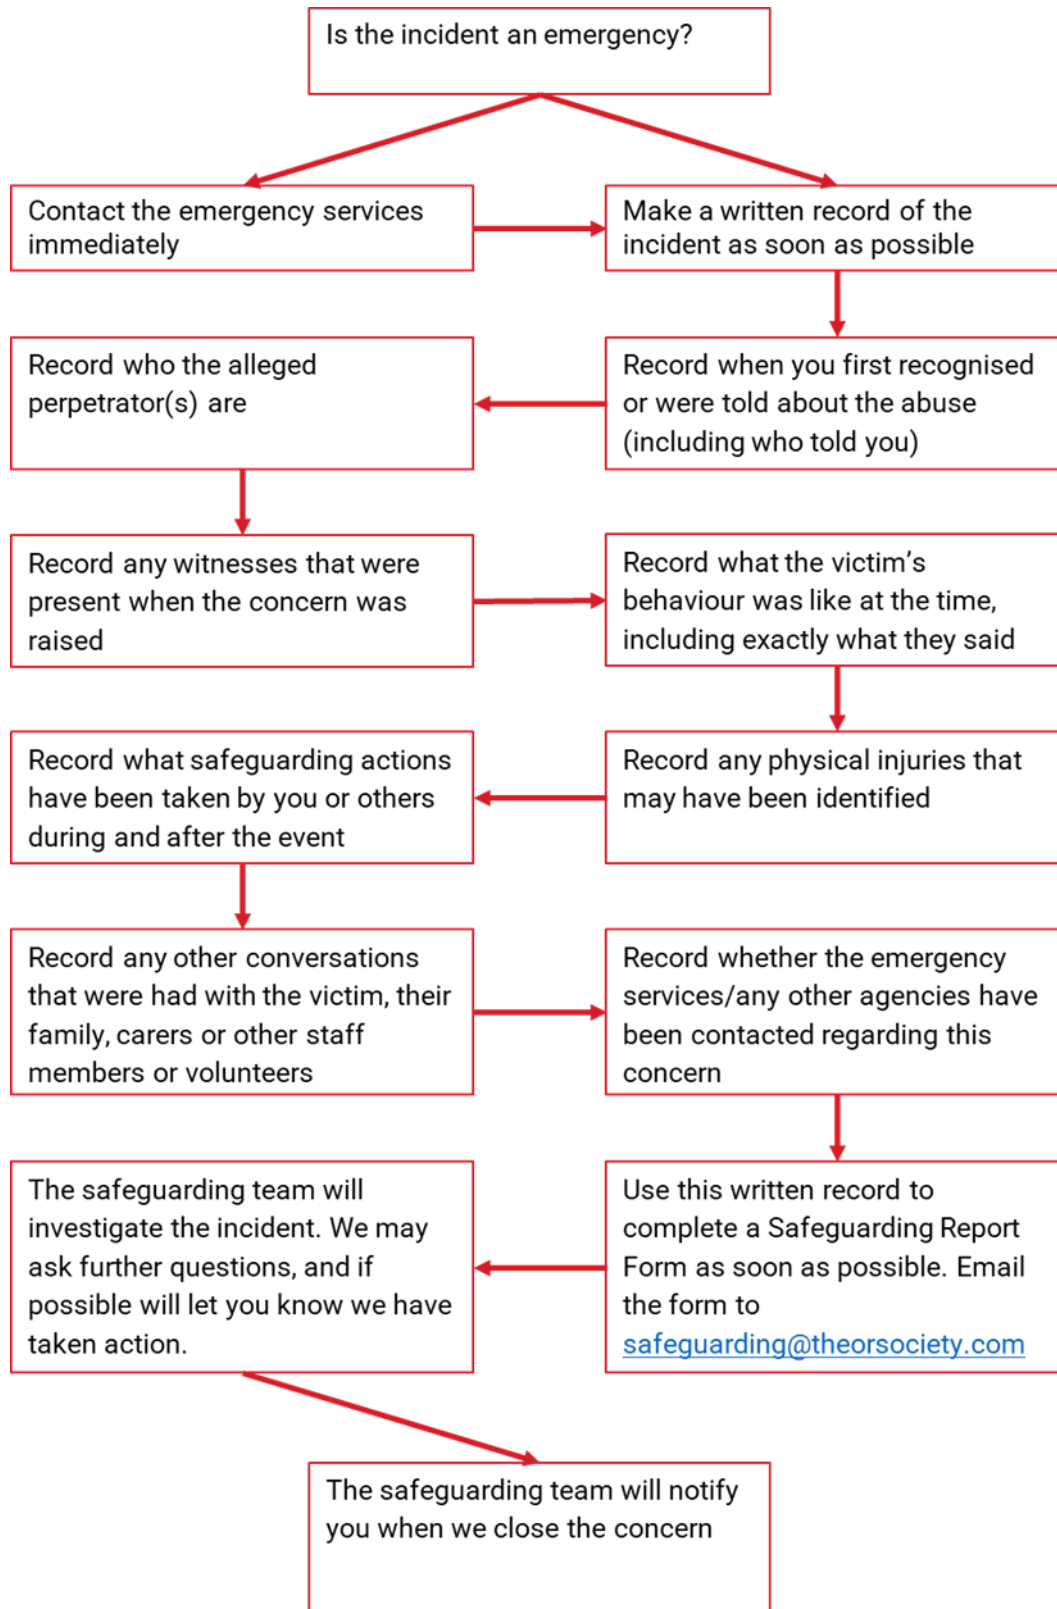 Is the incident an emergency?
Contact the emergency services
immediately
Make a written record of the
incident as soon as possible
Record when you first recognised
or were told about the abuse
(including who told you)
Record who the alleged
perpetrator(s) are
Record any witnesses that were
present when the concern was
raised
Record what the victim’s
behaviour was like at the time,
including exactly what they said
Record any physical injuries that
may have been identified
Record what safeguarding actions
have been taken by you or others
during and after the event
Record any other conversations
that were had with the victim, their
family, carers or other staff
members or volunteers
Record whether the emergency
services/any other agencies have
been contacted regarding this
concern
Use this written record to
complete a Safeguarding Report
Form as soon as possible. Email
the form to
safeguarding@theorsociety.com
The safeguarding team will
investigate the incident. We may
ask further questions, and if
possible will let you know we have
taken action.
The safeguarding team will notify
you when we close the concern